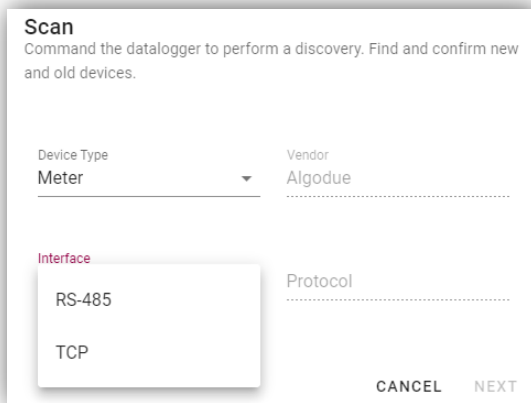 Scan
Command the datalogger to perform a discovery. Find and confirm new
and old devices.
Device Type
Meter
Vendor
Algodue
Interface
RS-485
TCP
Protocol
CANCEL NEXT